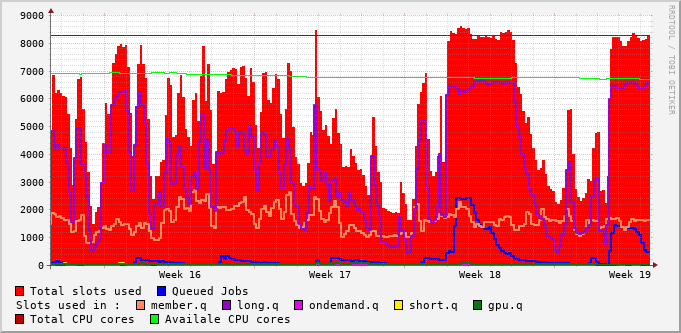 9000
8000
7000
6000
5000
4000
3000
2000
1000
0
Week 16 Week 17 Week 18 Week 19
RRDTOOL / TOBI OETIKER
Total slots used Queued Jobs
Slots used in : member.q long.q ondemand.q short.q gpu.q
Total CPU cores Availale CPU cores